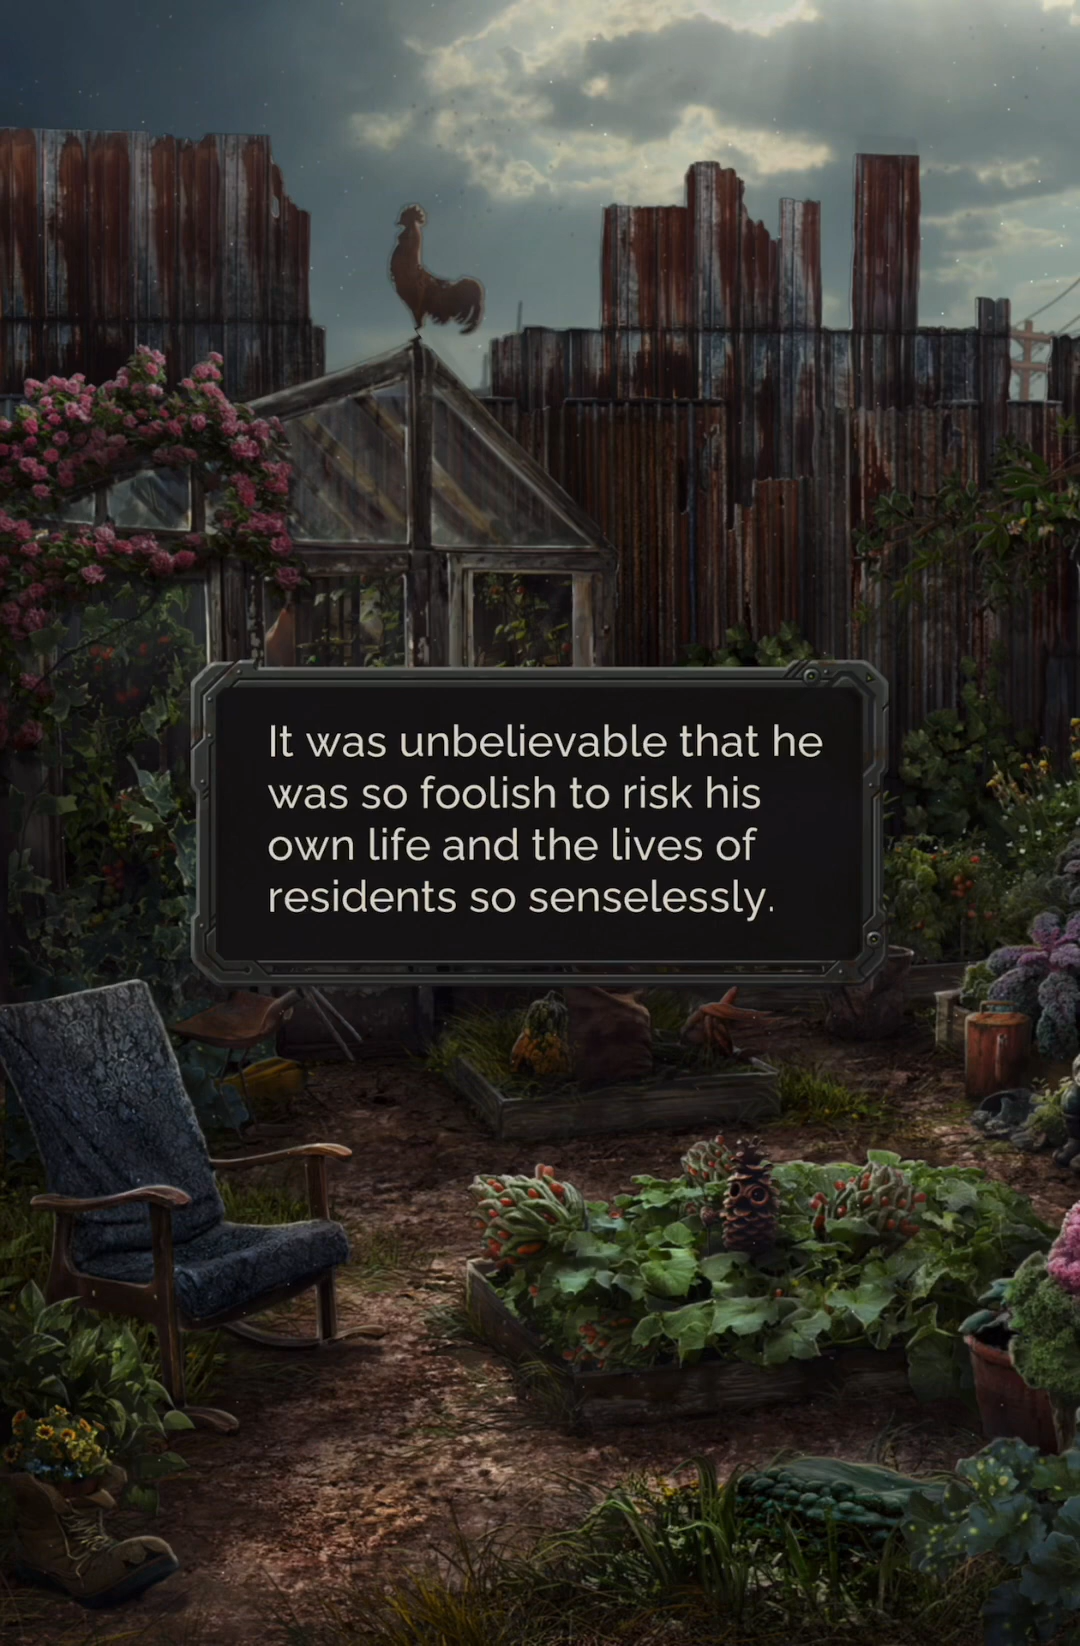 It was unbelievable that he
was so foolish to risk his
own life and the lives of
residents so senselessly.